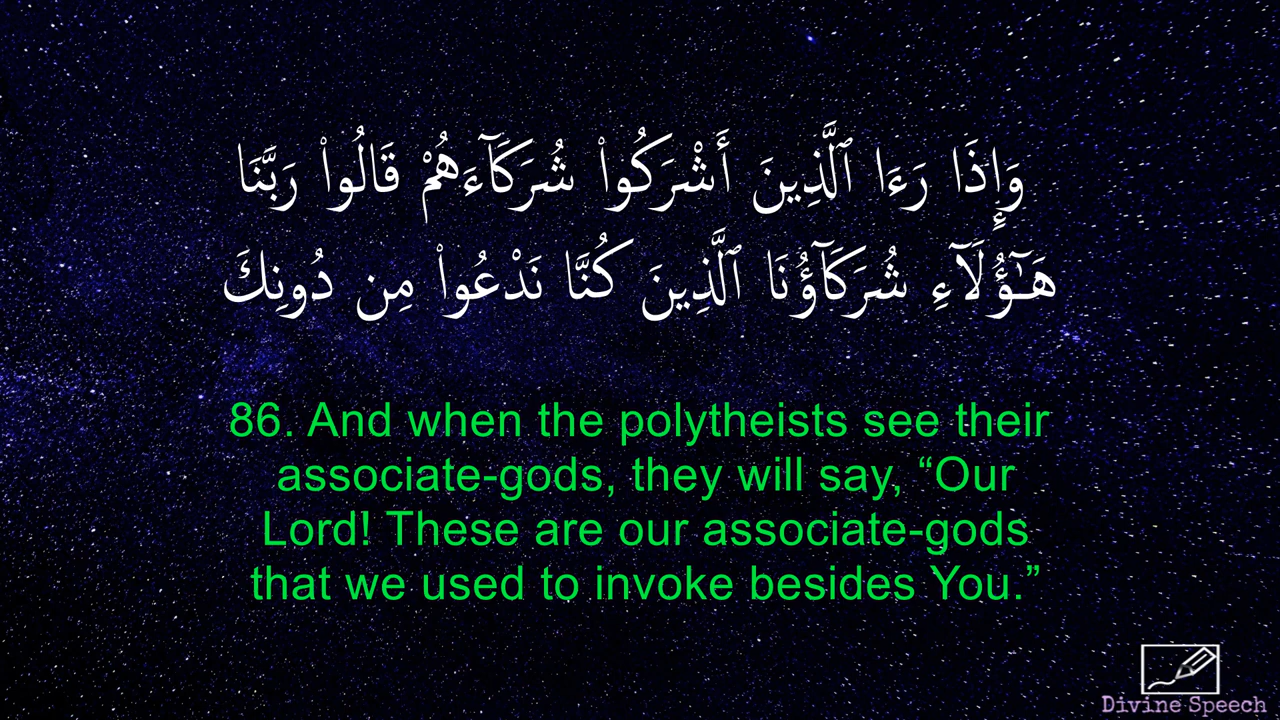 وَإِذَا رَءَا ٱلَّذِينَ أَشْرَكُوا۟ شُرَكَآءَهُمْ قَالُوا۟ رَبَّنَا
هَـٰٓؤُلَآءِ شُرَكَآؤُنَا ٱلَّذِينَ كُنَّا نَدْعُوا۟ مِن دُونِكَ
86. And when the polytheists see their
associate-gods, they will say, “Our
Lord! These are our associate-gods
that we used to invoke besides You.”
Divine Speech